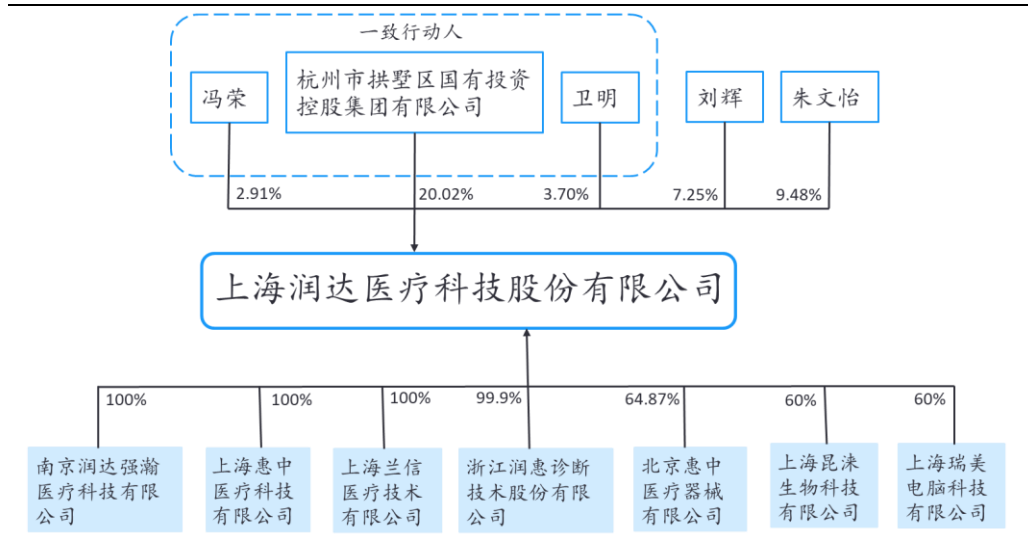 一致行动人
冯荣
杭州市拱墅区国有投资
控股集团有限公司
卫明
刘辉
朱文怡
2.91%
20.02%
3.70%
7.25%
9.48%
上海润达医疗科技股份有限公司
100%
100%
100%
99.9%
64.87%
60%
60%
南京润达强瀚
医疗科技有限
公司
上海惠中
医疗科技
有限公司
上海兰信
医疗技术
有限公司
浙江润惠诊断
技术股份有限
公司
北京惠中
医疗器械
有限公司
上海昆涞
生物科技
有限公司
上海瑞美
电脑科技
有限公司